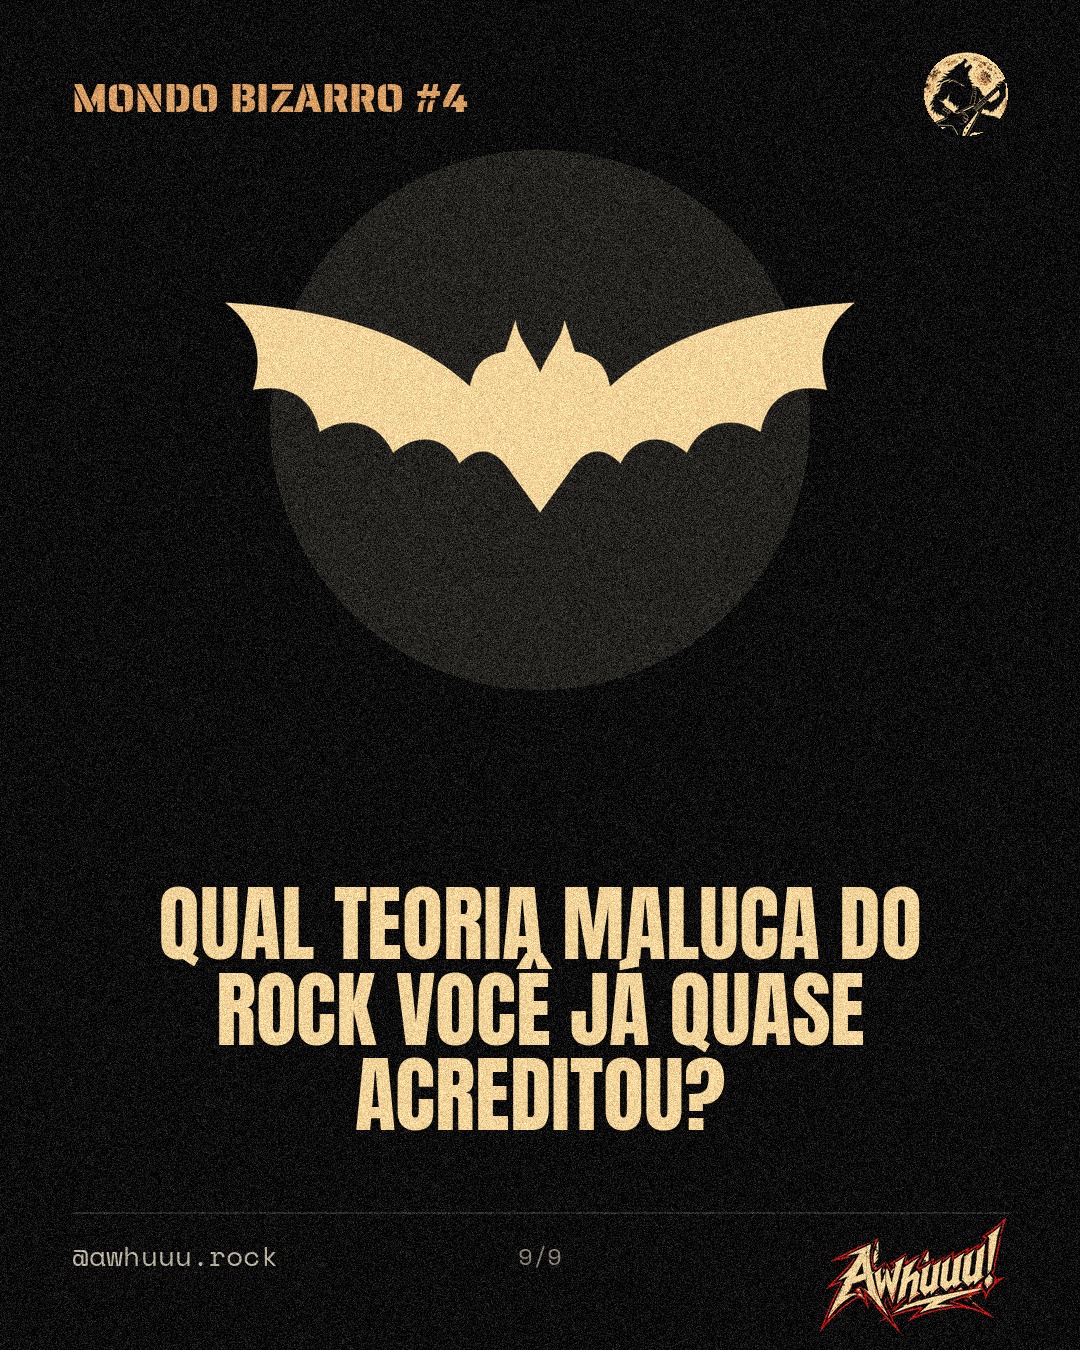 MONDO BIZARRO #4
QUAL TEORIA MALUCA DO
ROCK VOCÊ JÁ QUASE
ACREDITOU?
@awhuuu.rock
9/9
Awhuuu!